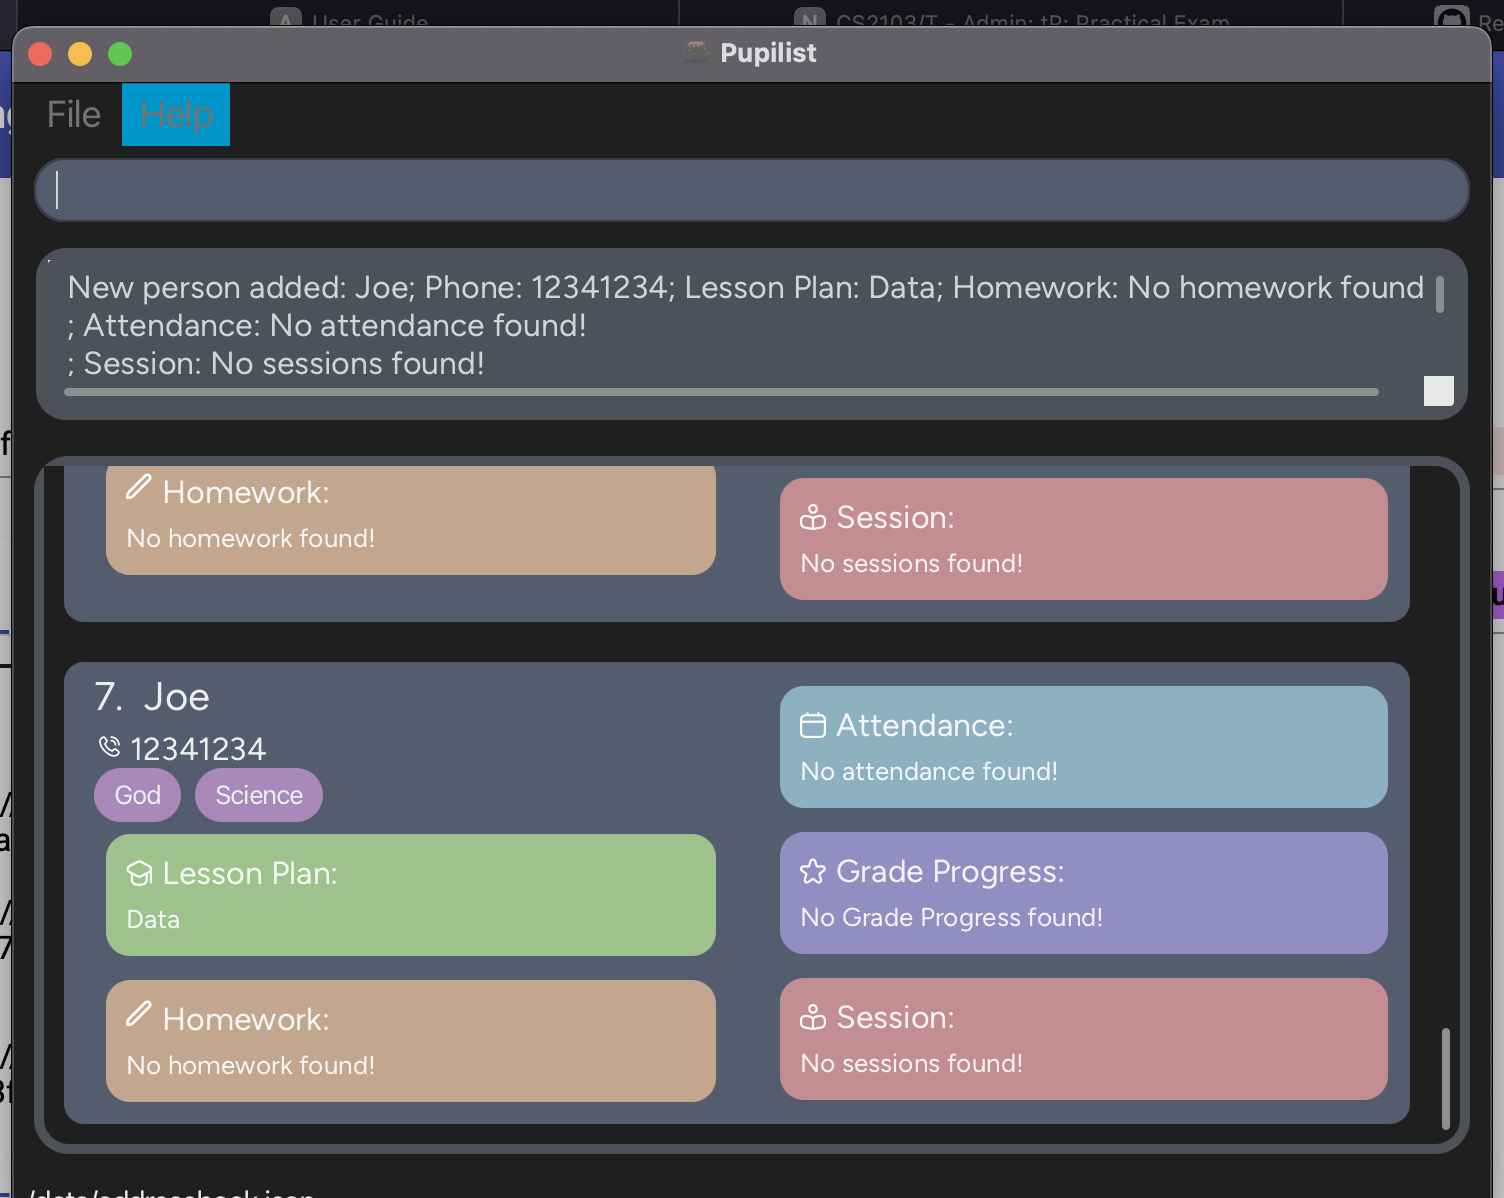 User Guide
CS2103/T - Admin: tP: Practical Exam
Re
Pupilist
File Help
New person added: Joe; Phone: 12341234; Lesson Plan: Data; Homework: No homework found
; Attendance: No attendance found!
; Session: No sessions found!
Homework:
No homework found!
Session:
No sessions found!
7. Joe
12341234
God Science
Lesson Plan:
Data
Homework:
No homework found!
Attendance:
No attendance found!
Grade Progress:
No Grade Progress found!
Session:
No sessions found!
/data/addressbook.json